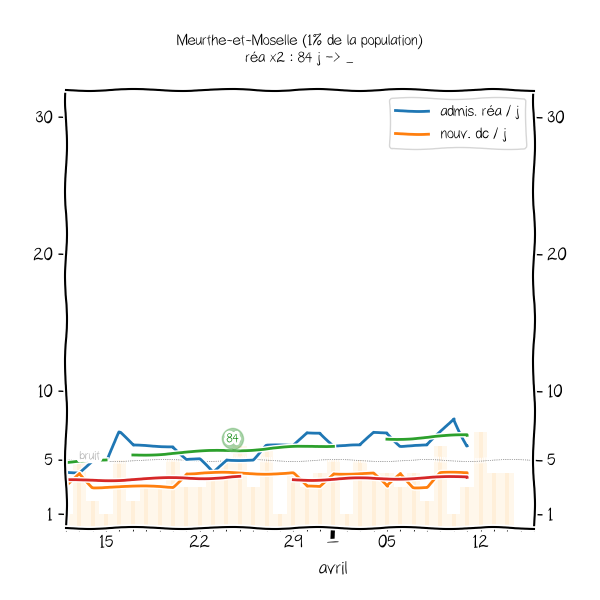 Meurthe-et-Moselle (1% de la population)
réa x2 : 84 j -> _
admis. réa / j
nouv. dc / j
30 30
20 20
10 10
84
bruit
5 5
1 1
15 22 29 1 05 12
avril